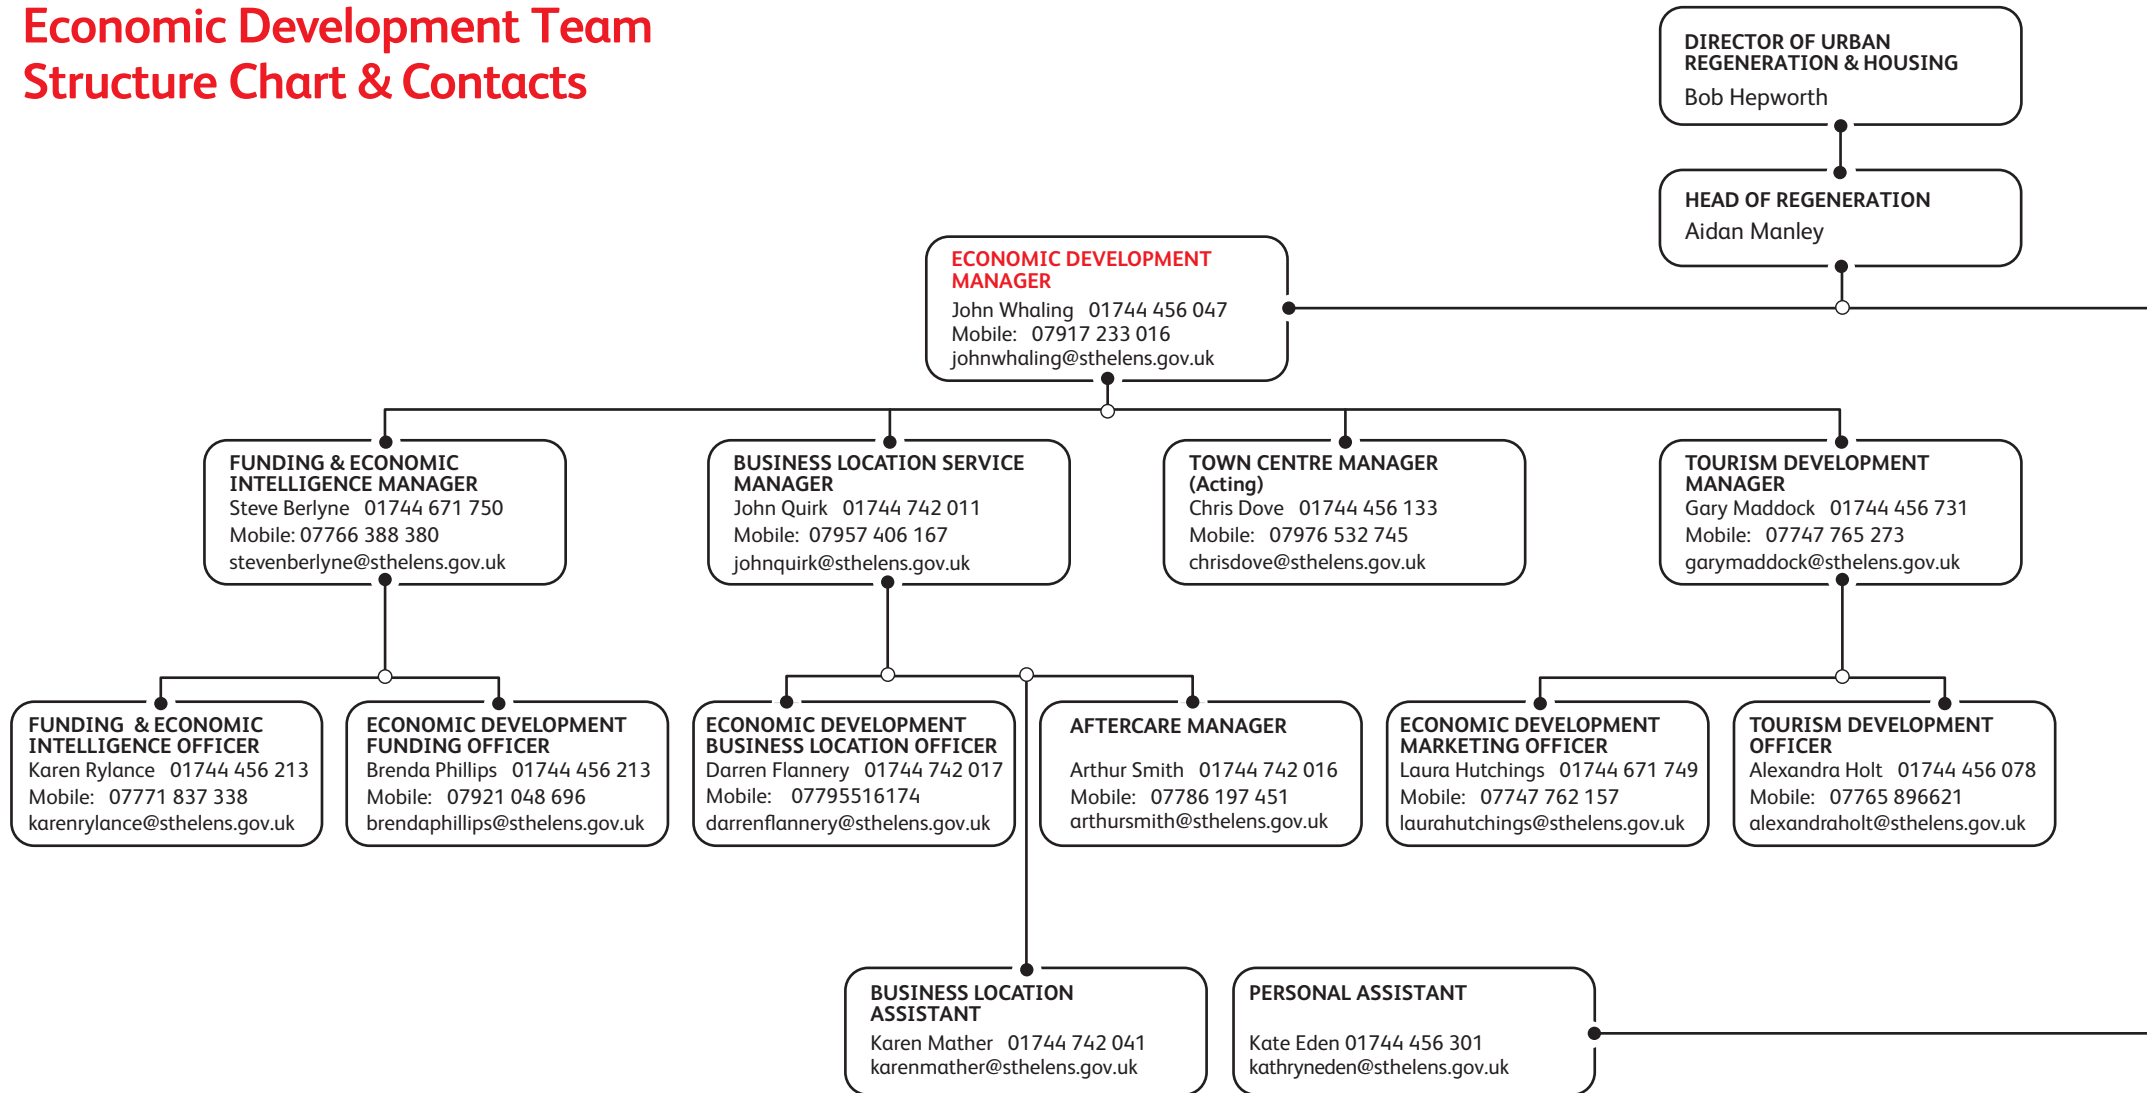 Economic Development Team
Structure Chart & Contacts
DIRECTOR OF URBAN
REGENERATION & HOUSING
Bob Hepworth
HEAD OF REGENERATION
Aidan Manley
ECONOMIC DEVELOPMENT
MANAGER
John Whaling 01744 456 047
Mobile: 07917 233 016
johnwhaling@sthelens.gov.uk
FUNDING & ECONOMIC
INTELLIGENCE MANAGER
Steve Berlyne 01744 671 750
Mobile: 07766 388 380
stevenberlyne@sthelens.gov.uk
BUSINESS LOCATION SERVICE
MANAGER
John Quirk 01744 742 011
Mobile: 07957 406 167
johnquirk@sthelens.gov.uk
TOWN CENTRE MANAGER
(Acting)
Chris Dove 01744 456 133
Mobile: 07976 532 745
chrisdove@sthelens.gov.uk
TOURISM DEVELOPMENT
MANAGER
Gary Maddock 01744 456 731
Mobile: 07747 765 273
garymaddock@sthelens.gov.uk
FUNDING & ECONOMIC
INTELLIGENCE OFFICER
Karen Rylance 01744 456 213
Mobile: 07771 837 338
karenrylance@sthelens.gov.uk
ECONOMIC DEVELOPMENT
FUNDING OFFICER
Brenda Phillips 01744 456 213
Mobile: 07921 048 696
brendaphillips@sthelens.gov.uk
ECONOMIC DEVELOPMENT
BUSINESS LOCATION OFFICER
Darren Flannery 01744 742 017
Mobile: 07795516174
darrenflannery@sthelens.gov.uk
AFTERCARE MANAGER
Arthur Smith 01744 742 016
Mobile: 07786 197 451
arthursmith@sthelens.gov.uk
ECONOMIC DEVELOPMENT
MARKETING OFFICER
Laura Hutchings 01744 671 749
Mobile: 07747 762 157
laurahutchings@sthelens.gov.uk
TOURISM DEVELOPMENT
OFFICER
Alexandra Holt 01744 456 078
Mobile: 07765 896621
alexandraholt@sthelens.gov.uk
BUSINESS LOCATION
ASSISTANT
Karen Mather 01744 742 041
karenmather@sthelens.gov.uk
PERSONAL ASSISTANT
Kate Eden 01744 456 301
kathryneden@sthelens.gov.uk